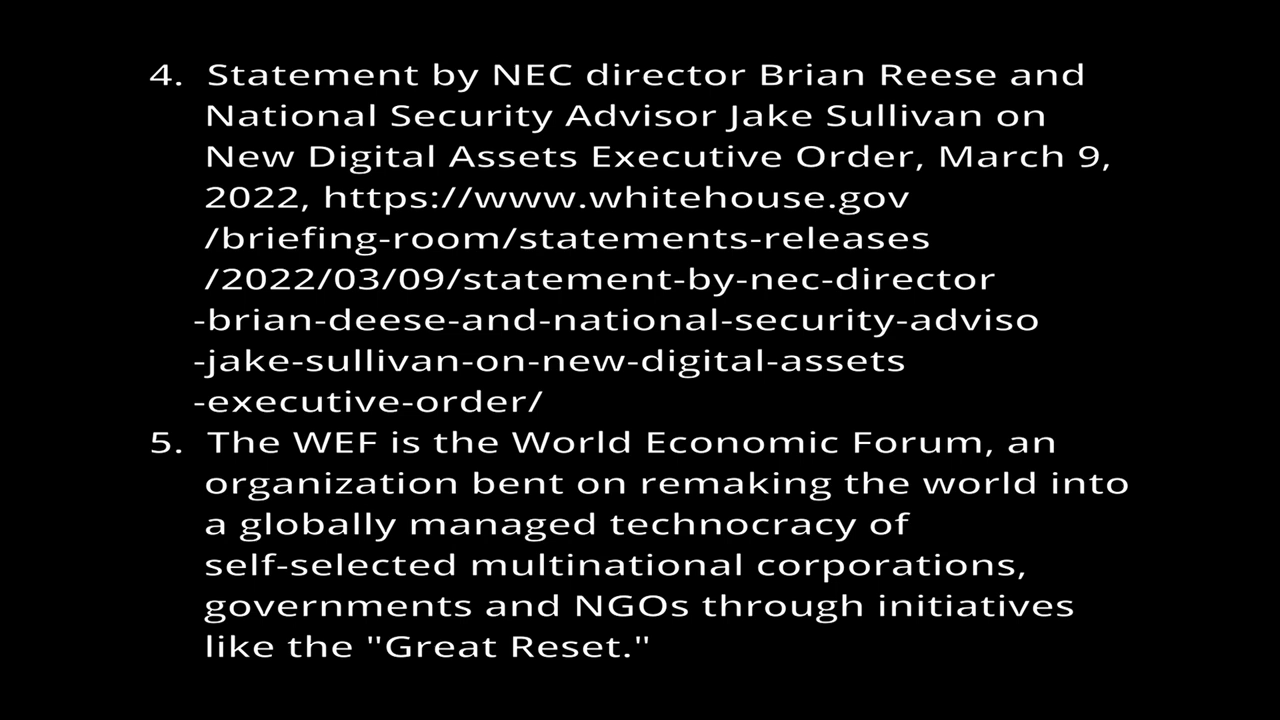 4. Statement by NEC director Brian Reese and
National Security Advisor Jake Sullivan on
New Digital Assets Executive Order, March 9,
2022, https://www.whitehouse.gov
/briefing-room/statements-releases
/2022/03/09/statement-by-nec-director
-brian-deese-and-national-security-adviso
-jake-sullivan-on-new-digital-assets
-executive-order/
5. The WEF is the World Economic Forum, an
organization bent on remaking the world into
a globally managed technocracy of
self-selected multinational corporations,
governments and NGOs through initiatives
like the "Great Reset."